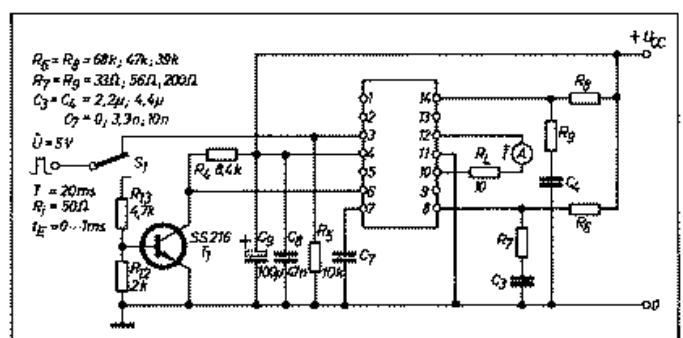 + UCC
R6 = R8 = 68k; 47k; 39k
R7 = R9 = 33Ω; 56Ω; 200Ω
C3 = C4 = 2,2µ; 4,4µ
C7 = 0; 3,9n; 10n
Û = 5V
S1
T = 20ms
Ri = 50Ω
tE = 0...1ms
R13
4,7k
R12
2k
SS216
T1
R4 8,4k
C9
100µ
C8
47n
R5
10k
C7
1
2
3
4
5
6
7
14
13
12
11
10
9
8
RL
10
I
A
R8
R9
C4
R6
R7
C3
0